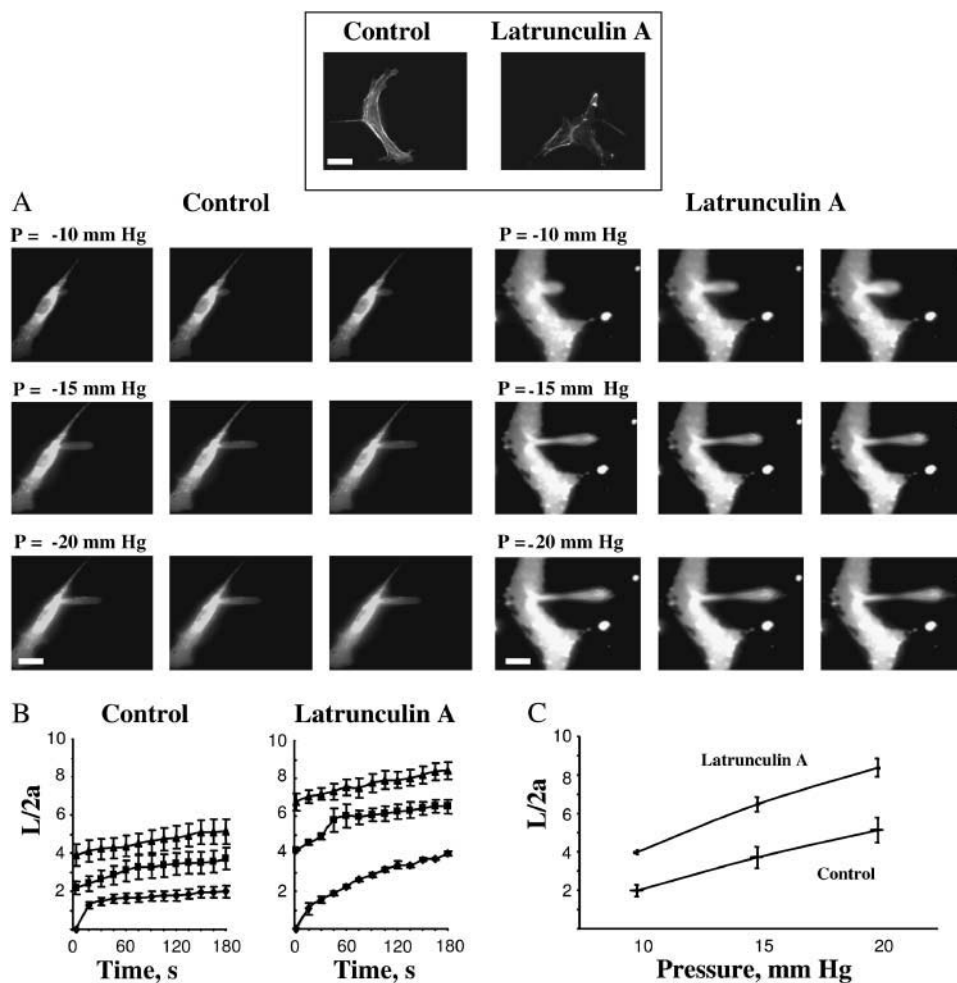 Control Latrunculin A
A Control Latrunculin A
P = -10 mm Hg P = -10 mm Hg
P = -15 mm Hg P = -15 mm Hg
P = -20 mm Hg P = -20 mm Hg
B Control Latrunculin A C
10 10 10
8 8 8
6 6 6
4 4 4
2 2 2
L/2a L/2a
Latrunculin A
Control
0 60 120 180 0 60 120 180 10 15 20
Time, s Time, s Pressure, mm Hg